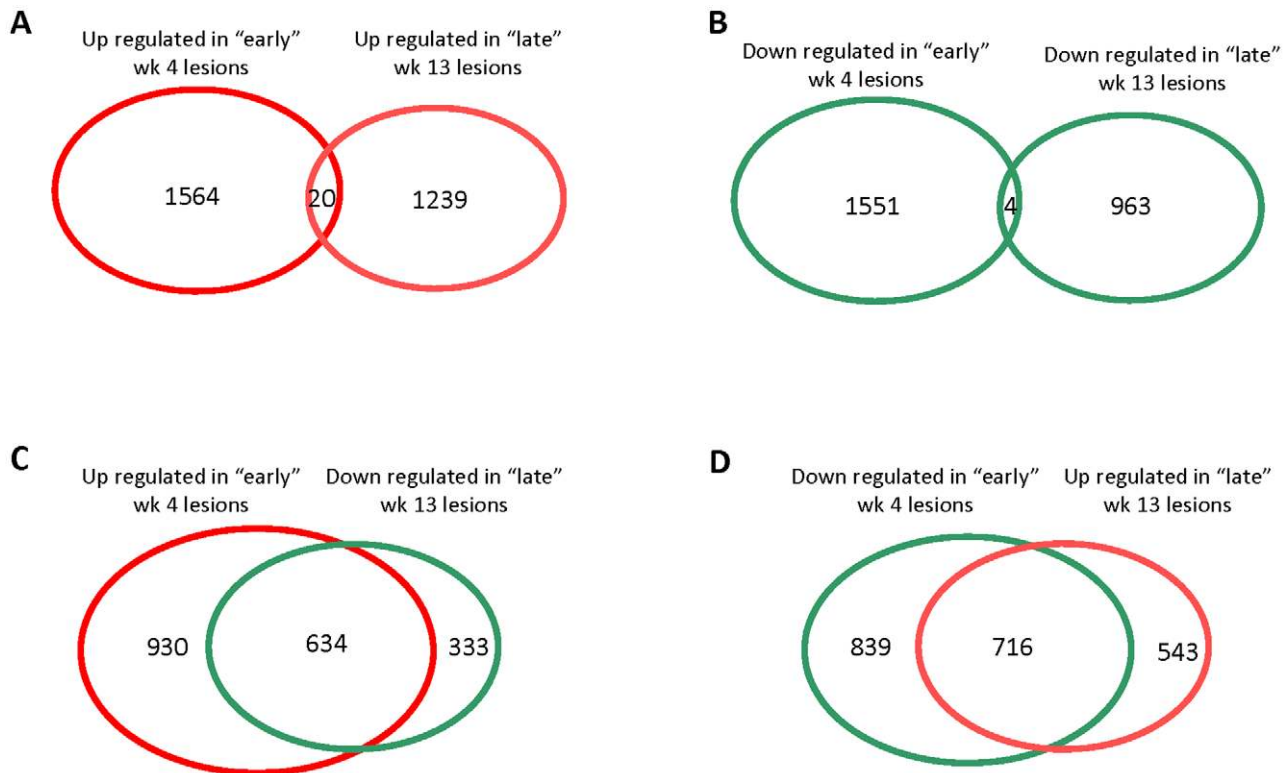 A
Up regulated in “early”
wk 4 lesions
Up regulated in “late”
wk 13 lesions
1564
20
1239
B
Down regulated in “early”
wk 4 lesions
Down regulated in “late”
wk 13 lesions
1551
4
963
C
Up regulated in “early”
wk 4 lesions
Down regulated in “late”
wk 13 lesions
930
634
333
D
Down regulated in “early”
wk 4 lesions
Up regulated in “late”
wk 13 lesions
839
716
543